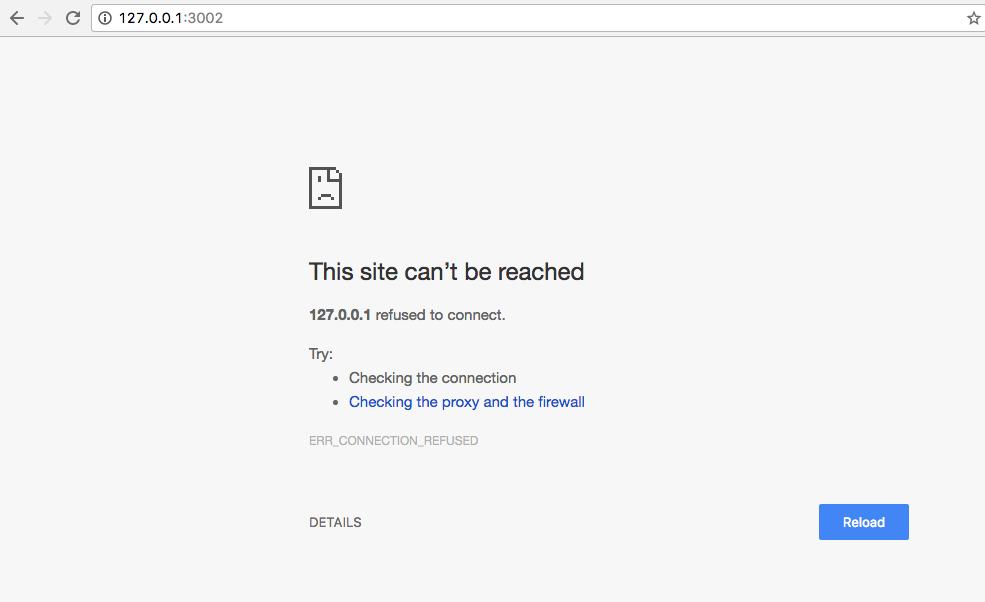 127.0.0.1:3002
This site can’t be reached
127.0.0.1 refused to connect.
Try:
• Checking the connection
• Checking the proxy and the firewall
ERR_CONNECTION_REFUSED
DETAILS
Reload